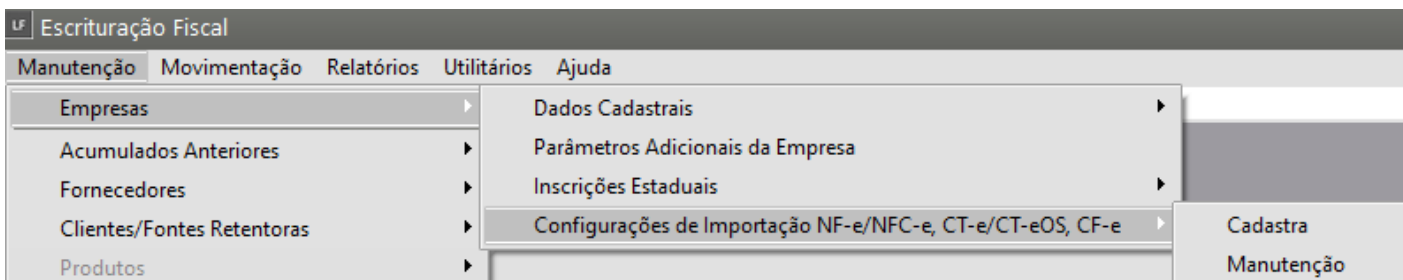 LF Escrituração Fiscal
Manutenção Movimentação Relatórios Utilitários Ajuda
Empresas
Acumulados Anteriores
Fornecedores
Clientes/Fontes Retentoras
Produtos
Dados Cadastrais
Parâmetros Adicionais da Empresa
Inscrições Estaduais
Configurações de Importação NF-e/NFC-e, CT-e/CT-eOS, CF-e
Cadastra
Manutenção